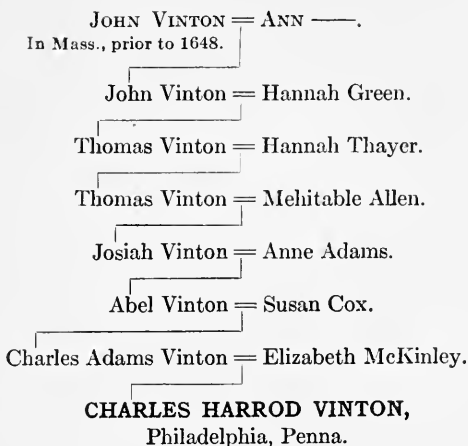 JOHN VINTON = ANN ——.
In Mass., prior to 1648.
John Vinton = Hannah Green.
Thomas Vinton = Hannah Thayer.
Thomas Vinton = Mehitable Allen.
Josiah Vinton = Anne Adams.
Abel Vinton = Susan Cox.
Charles Adams Vinton = Elizabeth McKinley.
CHARLES HARROD VINTON,
Philadelphia, Penna.